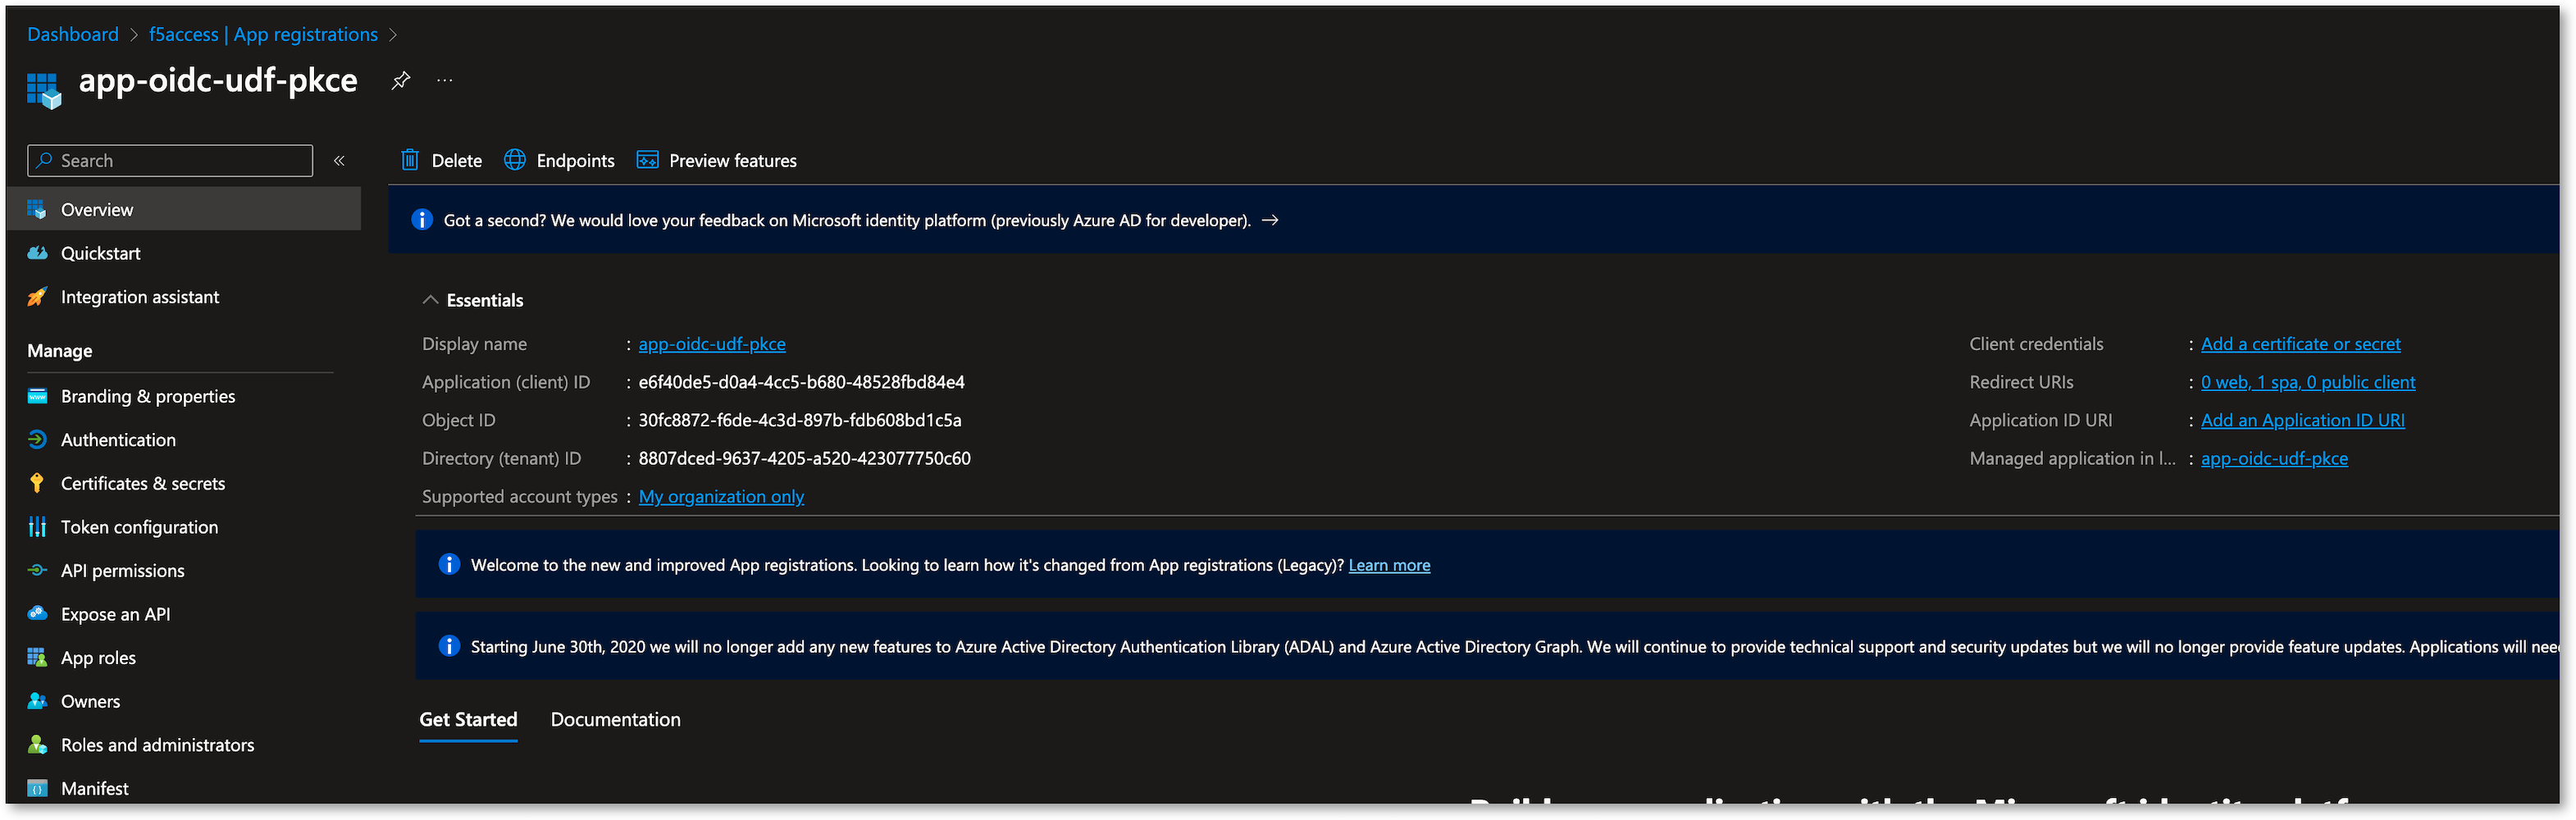 Dashboard > f5access | App registrations >
app-oidc-udf-pkce ...
Search «
Delete Endpoints Preview features
Overview
Got a second? We would love your feedback on Microsoft identity platform (previously Azure AD for developer). →
Quickstart
Integration assistant
Manage
Branding & properties
Authentication
Certificates & secrets
Token configuration
API permissions
Expose an API
App roles
Owners
Roles and administrators
Manifest
Essentials
Display name : app-oidc-udf-pkce
Application (client) ID : e6f40de5-d0a4-4cc5-b680-48528fbd84e4
Object ID : 30fc8872-f6de-4c3d-897b-fdb608bd1c5a
Directory (tenant) ID : 8807dced-9637-4205-a520-423077750c60
Supported account types : My organization only
Client credentials : Add a certificate or secret
Redirect URIs : 0 web, 1 spa, 0 public client
Application ID URI : Add an Application ID URI
Managed application in l... : app-oidc-udf-pkce
Welcome to the new and improved App registrations. Looking to learn how it's changed from App registrations (Legacy)? Learn more
Starting June 30th, 2020 we will no longer add any new features to Azure Active Directory Authentication Library (ADAL) and Azure Active Directory Graph. We will continue to provide technical support and security updates but we will no longer provide feature updates. Applications will
Get Started Documentation